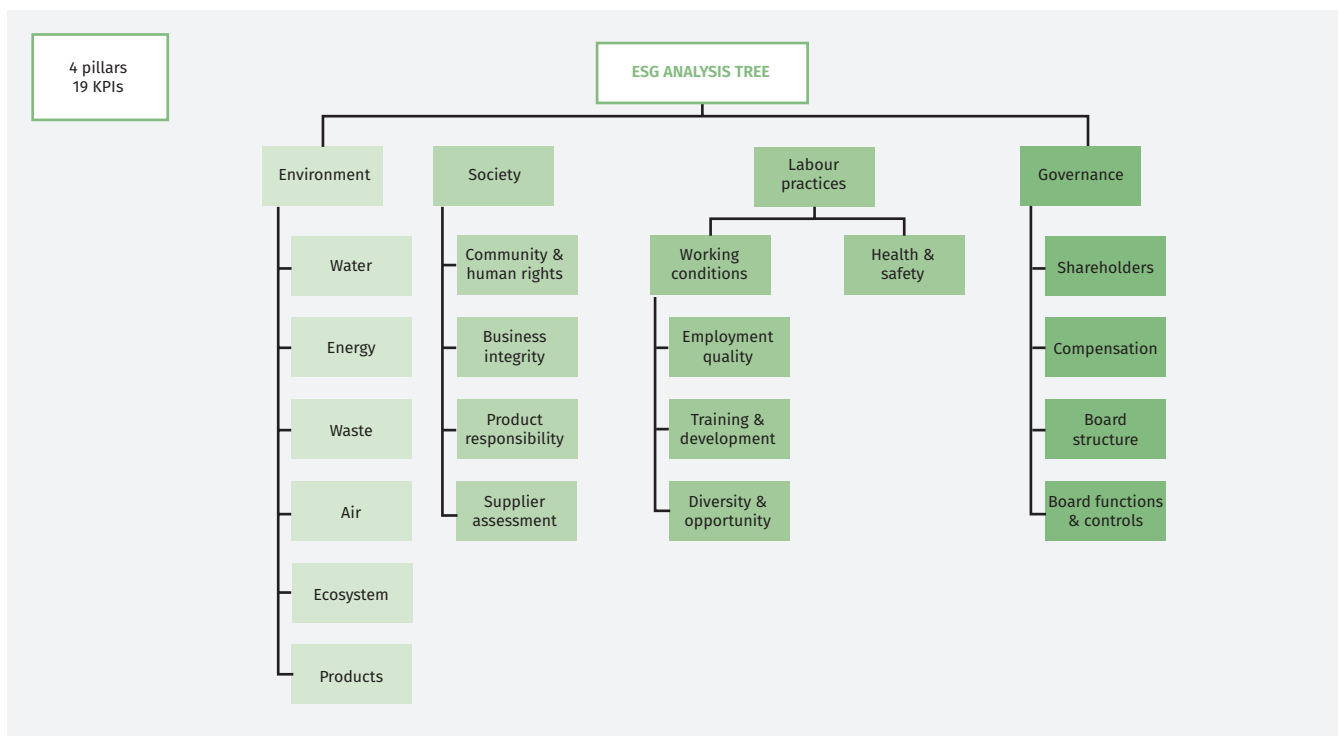 4 pillars
19 KPIs
ESG ANALYSIS TREE
Environment
Society
Labour
practices
Governance
Water
Energy
Waste
Air
Ecosystem
Products
Community &
human rights
Business
integrity
Product
responsibility
Supplier
assessment
Working
conditions
Health &
safety
Employment
quality
Training &
development
Diversity &
opportunity
Shareholders
Compensation
Board
structure
Board functions
& controls